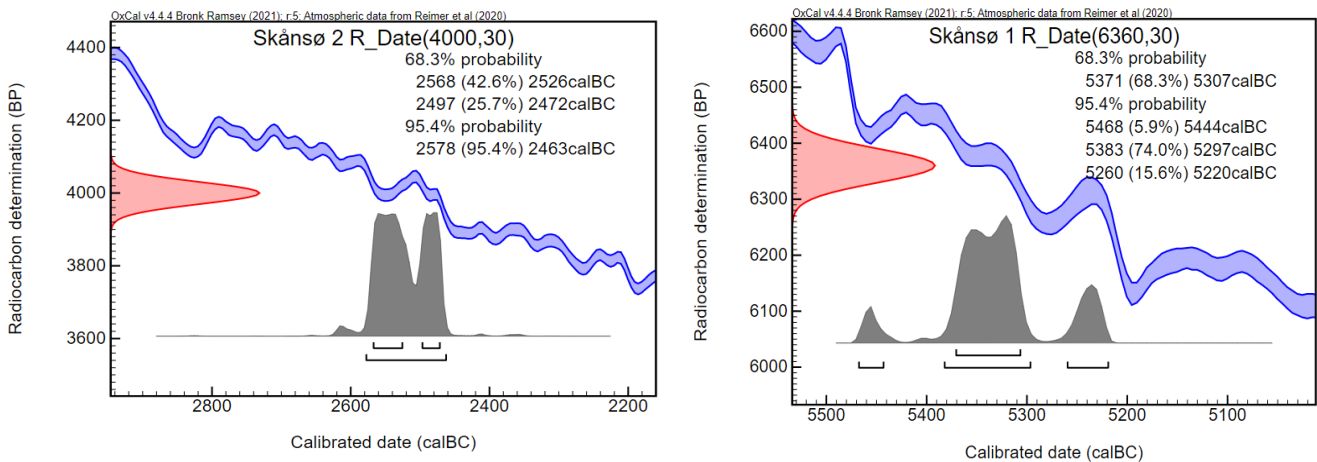 OxCal v4.4.4 Bronk Ramsey (2021); r:5; Atmospheric data from Reimer et al (2020)
Skånsø 2 R_Date(4000,30)
68.3% probability
2568 (42.6%) 2526calBC
2497 (25.7%) 2472calBC
95.4% probability
2578 (95.4%) 2463calBC
Radiocarbon determination (BP)
4400
4200
4000
3800
3600
2800
2600
2400
2200
Calibrated date (calBC)
OxCal v4.4.4 Bronk Ramsey (2021); r:5; Atmospheric data from Reimer et al (2020)
Skånsø 1 R_Date(6360,30)
68.3% probability
5371 (68.3%) 5307calBC
95.4% probability
5468 (5.9%) 5444calBC
5383 (74.0%) 5297calBC
5260 (15.6%) 5220calBC
Radiocarbon determination (BP)
6600
6500
6400
6300
6200
6100
6000
5500
5400
5300
5200
5100
Calibrated date (calBC)